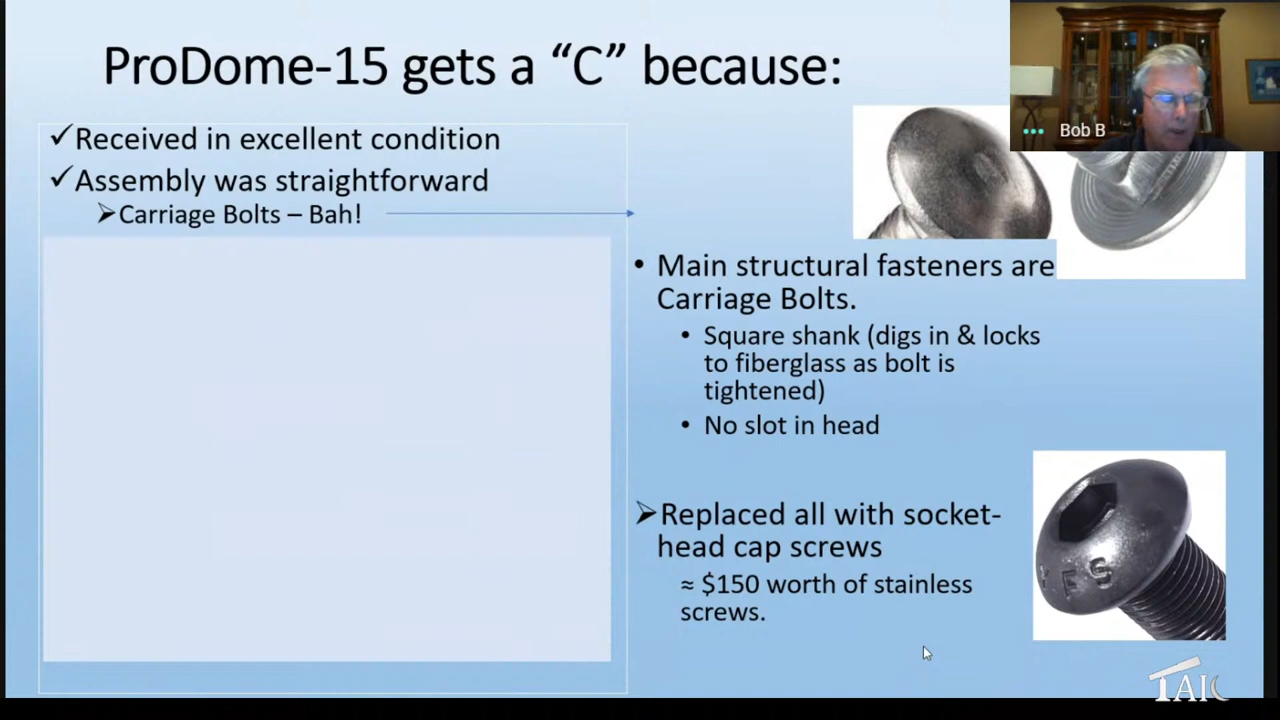 ProDome-15 gets a “C” because:
Bob B
✓Received in excellent condition
✓Assembly was straightforward
➢Carriage Bolts – Bah!
• Main structural fasteners are
Carriage Bolts.
• Square shank (digs in & locks
to fiberglass as bolt is
tightened)
• No slot in head
➢Replaced all with socket-
head cap screws
≈ $150 worth of stainless
screws.
YFS
TAIC